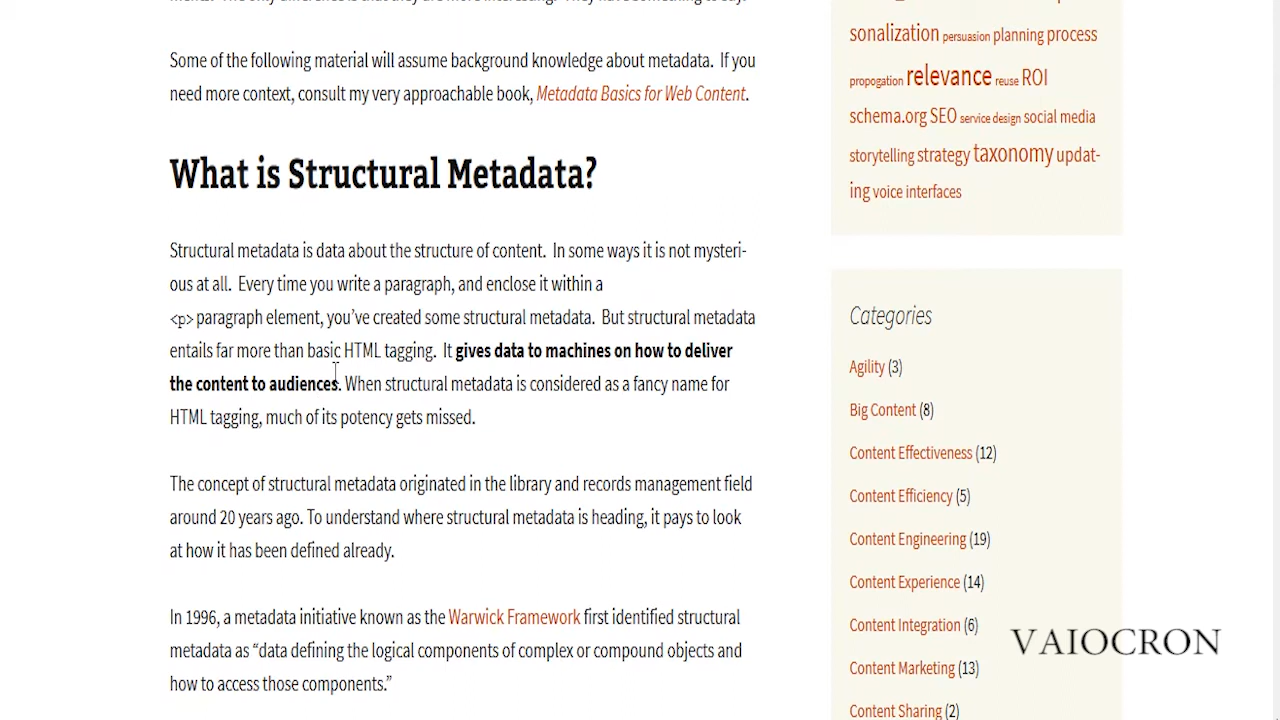 Some of the following material will assume background knowledge about metadata. If you
need more context, consult my very approachable book, Metadata Basics for Web Content.
What is Structural Metadata?
Structural metadata is data about the structure of content. In some ways it is not mysteri-
ous at all. Every time you write a paragraph, and enclose it within a
<p> paragraph element, you’ve created some structural metadata. But structural metadata
entails far more than basic HTML tagging. It gives data to machines on how to deliver
the content to audiences. When structural metadata is considered as a fancy name for
HTML tagging, much of its potency gets missed.
The concept of structural metadata originated in the library and records management field
around 20 years ago. To understand where structural metadata is heading, it pays to look
at how it has been defined already.
In 1996, a metadata initiative known as the Warwick Framework first identified structural
metadata as “data defining the logical components of complex or compound objects and
how to access those components.”
sonalization persuasion planning process
propogation relevance reuse ROI
schema.org SEO service design social media
storytelling strategy taxonomy updat-
ing voice interfaces
Categories
Agility (3)
Big Content (8)
Content Effectiveness (12)
Content Efficiency (5)
Content Engineering (19)
Content Experience (14)
Content Integration (6)
Content Marketing (13)
Content Sharing (2)
VAIOCRON